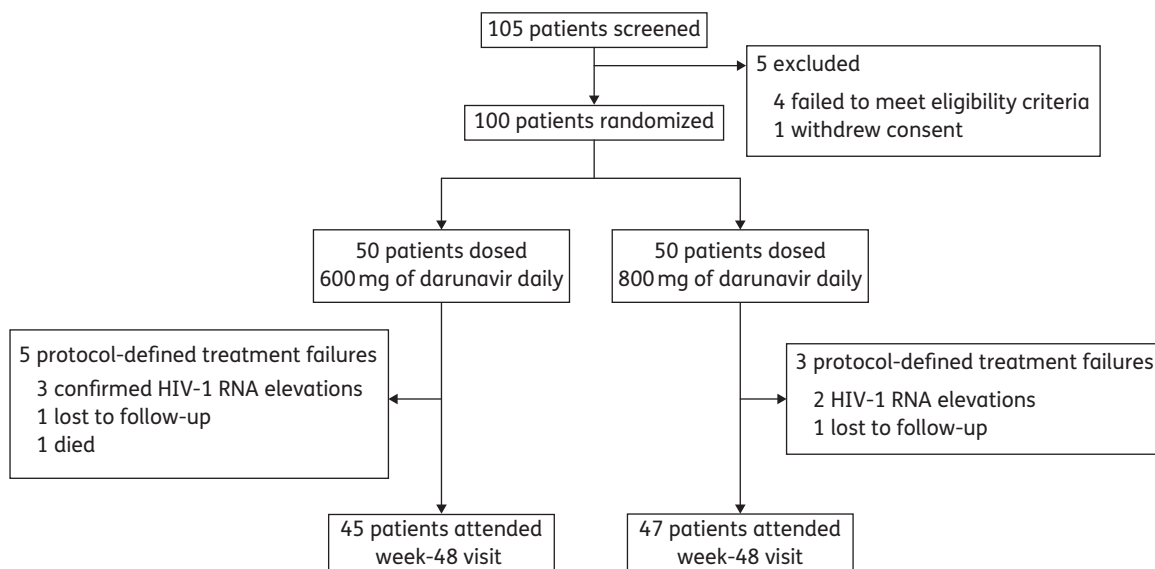 105 patients screened
5 excluded
4 failed to meet eligibility criteria
1 withdrew consent
100 patients randomized
50 patients dosed
600 mg of darunavir daily
50 patients dosed
800 mg of darunavir daily
5 protocol-defined treatment failures
3 confirmed HIV-1 RNA elevations
1 lost to follow-up
1 died
3 protocol-defined treatment failures
2 HIV-1 RNA elevations
1 lost to follow-up
45 patients attended
week-48 visit
47 patients attended
week-48 visit